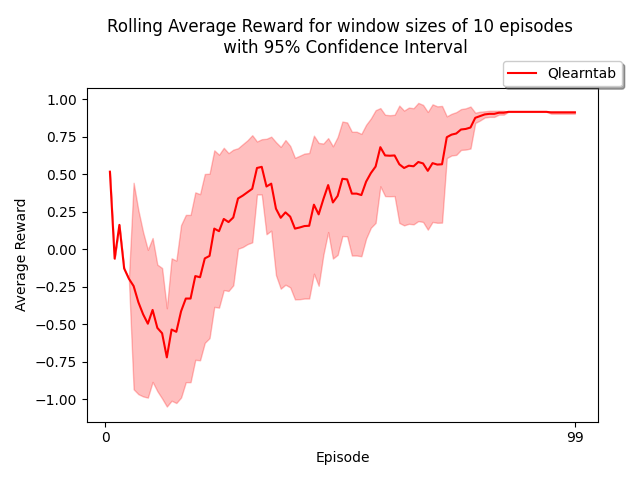 Rolling Average Reward for window sizes of 10 episodes
with 95% Confidence Interval
Qlearntab
1.00
0.75
0.50
0.25
0.00
−0.25
−0.50
−0.75
−1.00
Average Reward
0
99
Episode